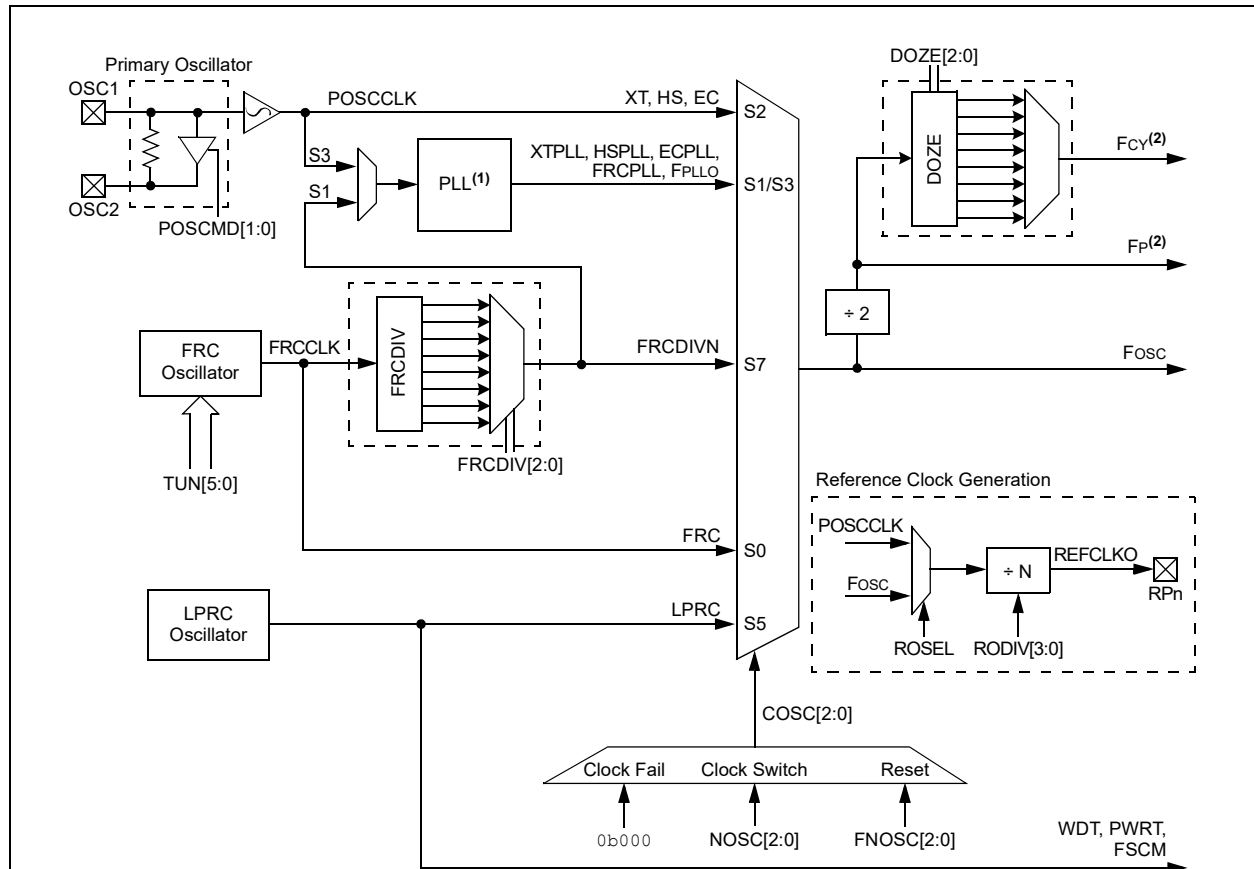 Primary Oscillator
OSC1
OSC2
POSCMD[1:0]
POSCCLK
S3
S1
PLL(1)
XT, HS, EC
XTPLL, HSPLL, ECPLL,
FRCPLL, FPLLO
S2
S1/S3
DOZE[2:0]
DOZE
FCY(2)
FP(2)
÷ 2
FOSC
FRC
Oscillator
FRCCLK
TUN[5:0]
FRCDIV
FRCDIV[2:0]
FRCDIVN
S7
FRC
S0
LPRC
Oscillator
LPRC
S5
Reference Clock Generation
POSCCLK
FOSC
ROSEL
÷ N
RODIV[3:0]
REFCLKO
RPn
COSC[2:0]
Clock Fail
Clock Switch
Reset
0b000
NOSC[2:0]
FNOSC[2:0]
WDT, PWRT,
FSCM